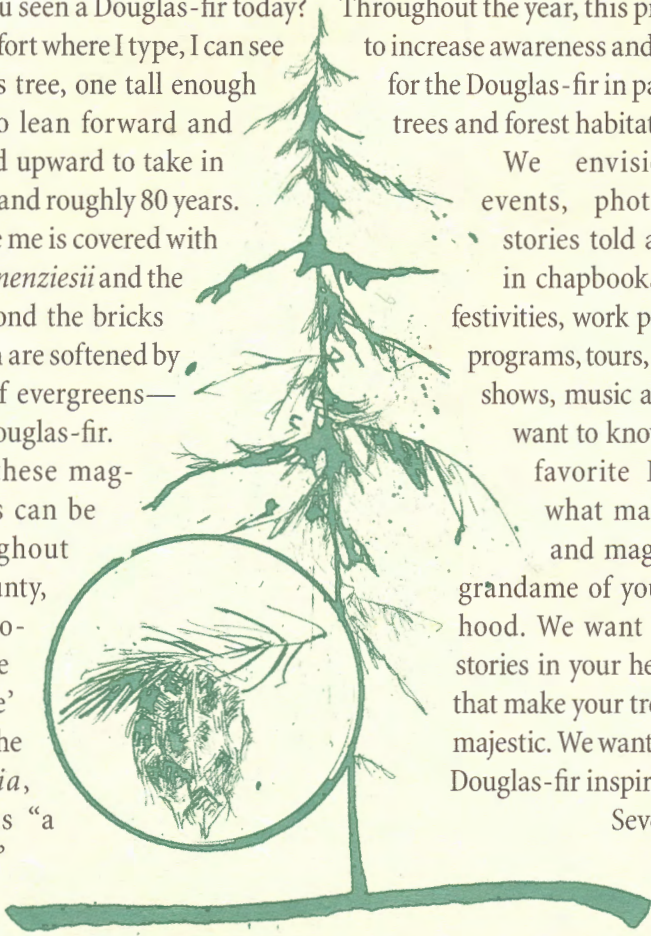 u seen a Douglas-fir today?
fort where I type, I can see
s tree, one tall enough
o lean forward and
d upward to take in
and roughly 80 years.
e me is covered with
menziesii and the
ond the bricks
n are softened by
f evergreens—
ouglas-fir.
hese mag-
s can be
ghout
unty,
o-
e
e’
he
ia,
s “a
”
Throughout the year, this pr
to increase awareness and
for the Douglas-fir in pa
trees and forest habitat
We envisi
events, phot
stories told a
in chapbook
festivities, work p
programs, tours,
shows, music a
want to know
favorite
what ma
and mag
grandame of you
hood. We want
stories in your he
that make your tre
majestic. We want
Douglas-fir inspir
Seve